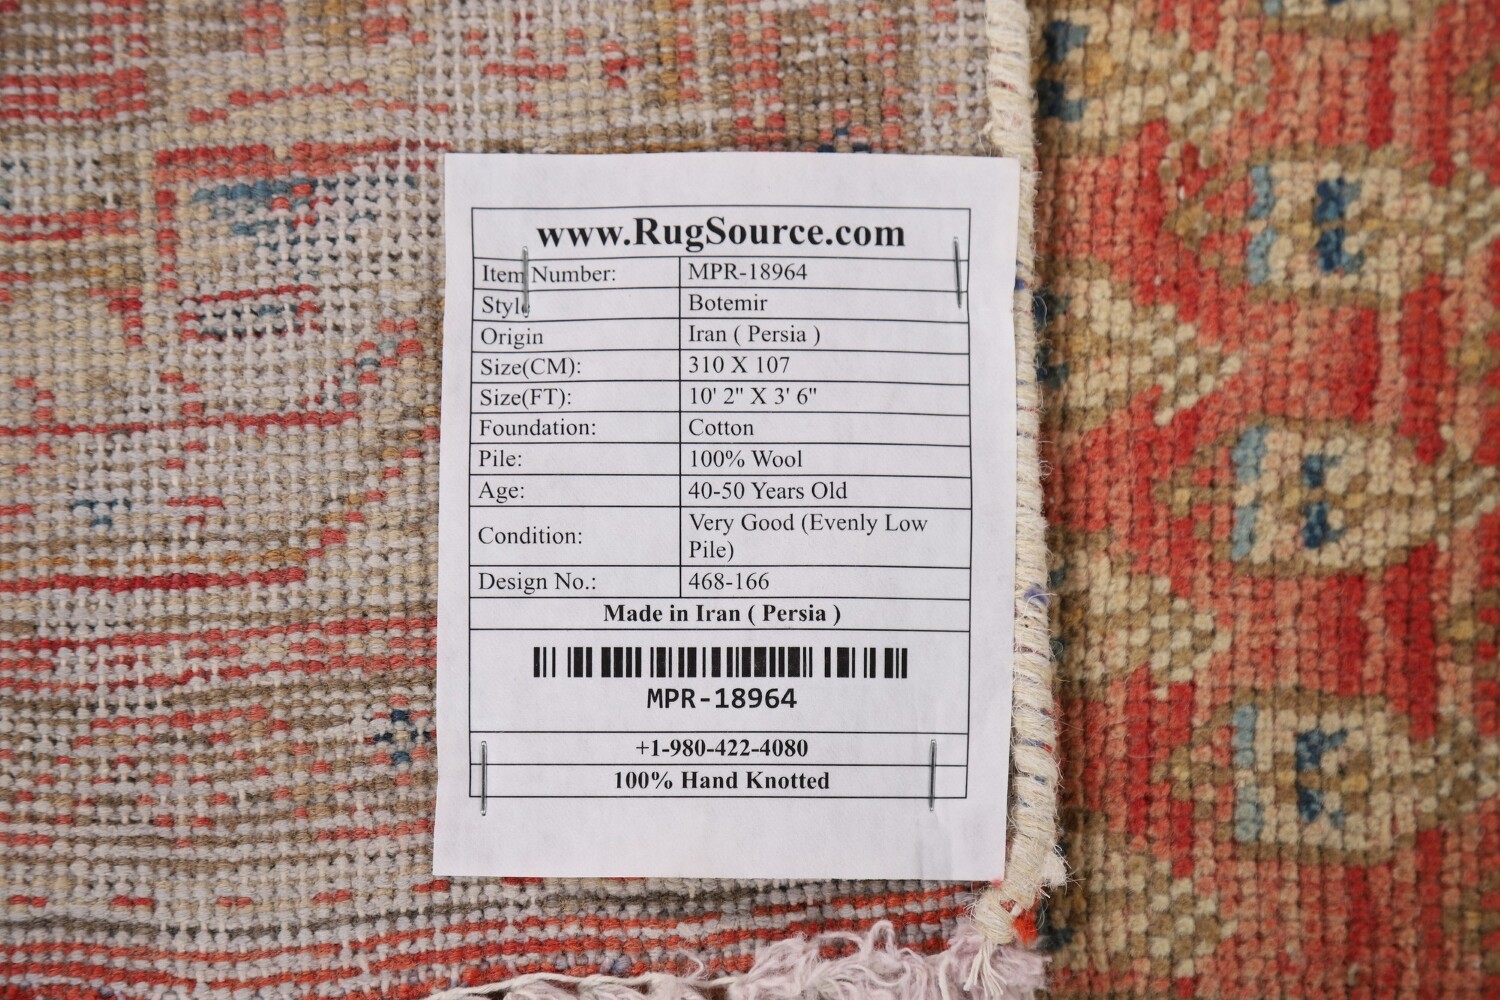 www.RugSource.com
Item Number: MPR-18964
Style Botemir
Origin Iran ( Persia )
Size(CM): 310 X 107
Size(FT): 10' 2" X 3' 6"
Foundation: Cotton
Pile: 100% Wool
Age: 40-50 Years Old
Condition: Very Good (Evenly Low
Pile)
Design No.: 468-166
Made in Iran ( Persia )
MPR-18964
+1-980-422-4080
100% Hand Knotted